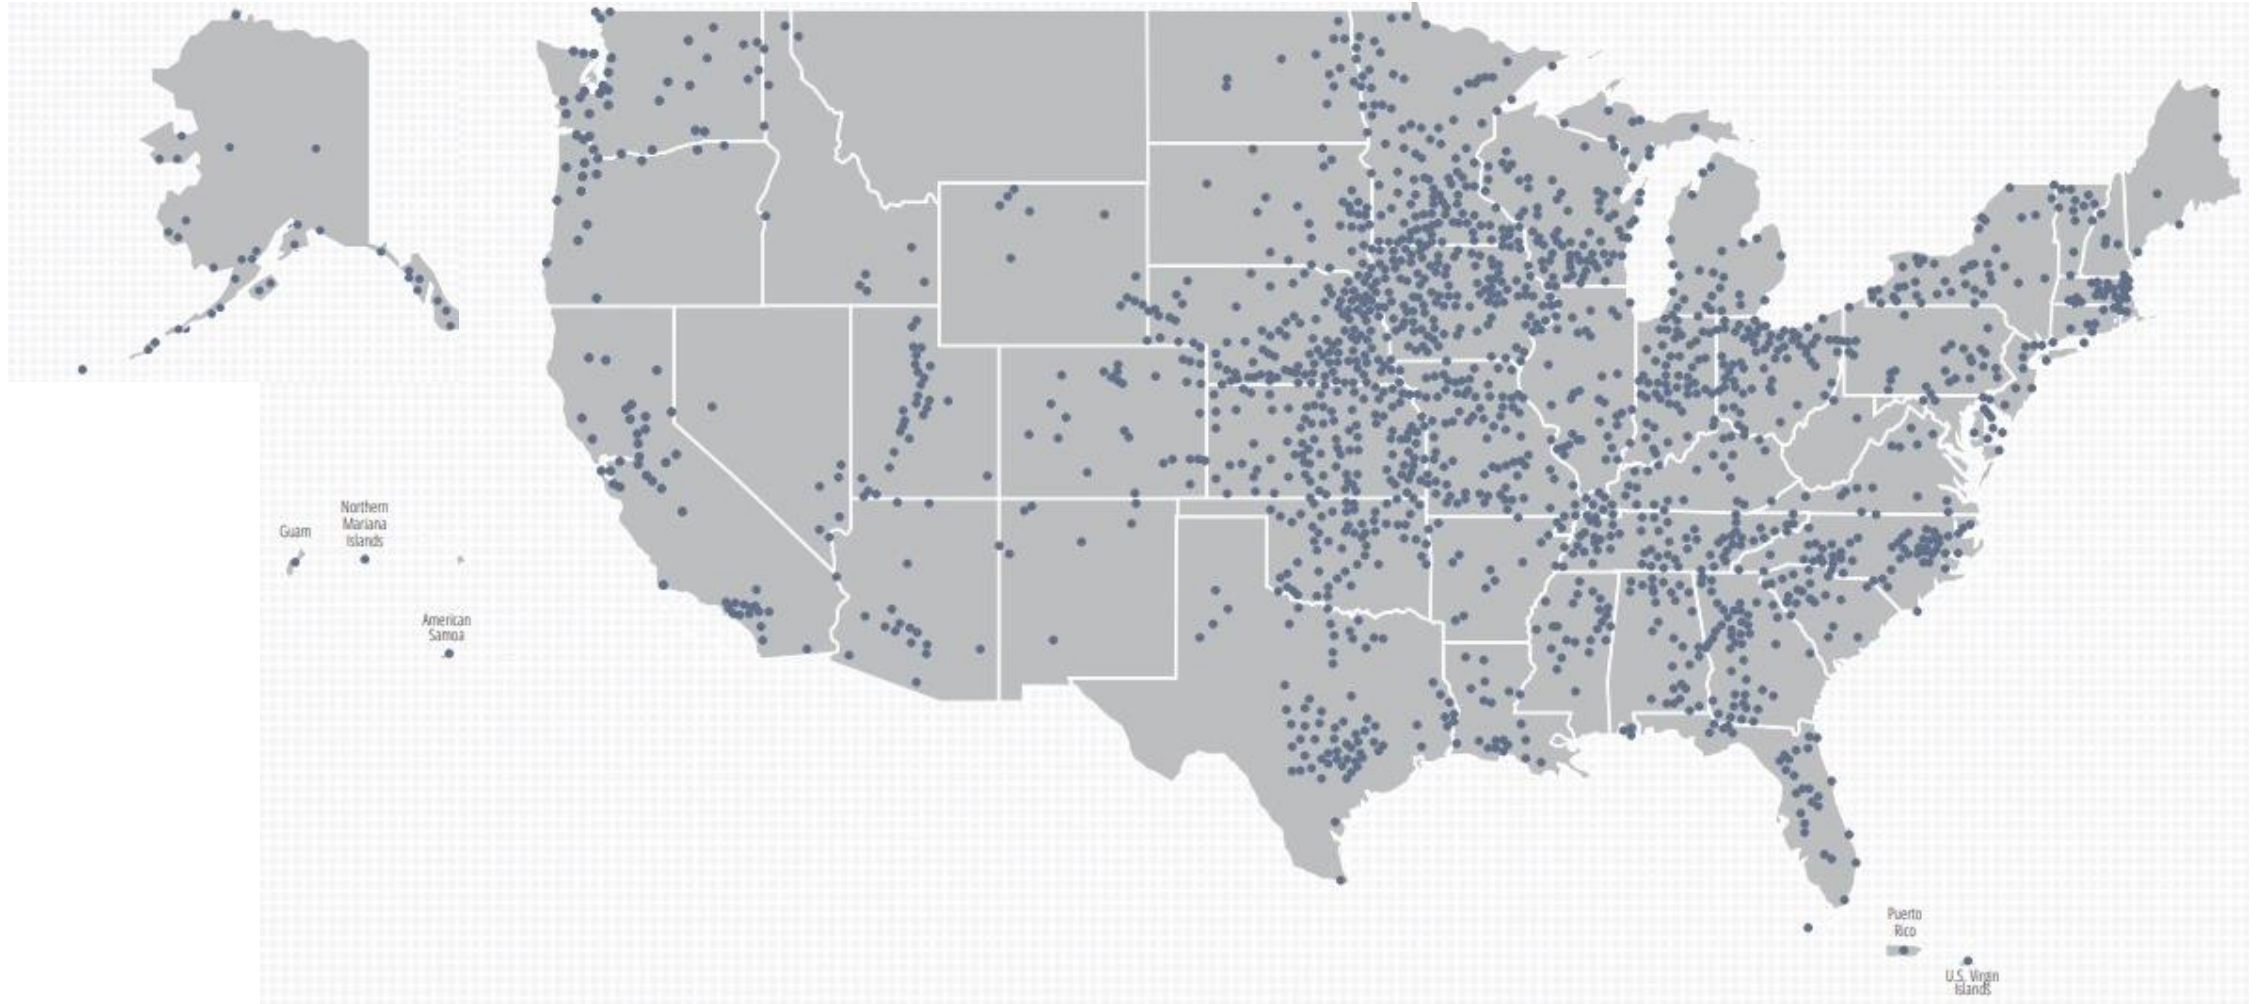 Northern
Mariana
Islands
Guam
American
Samoa
Puerto
Rico
U.S. Virgin
Islands